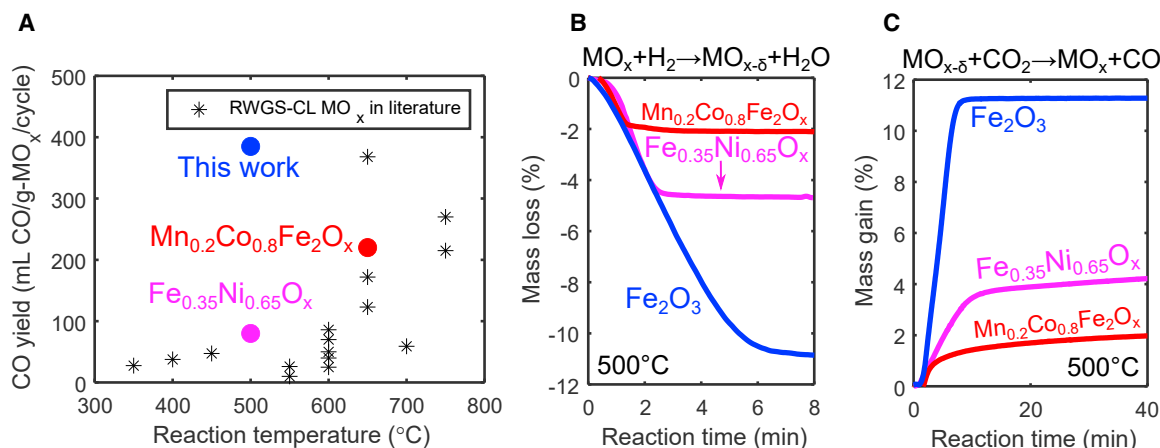 A
CO yield (mL CO/g-MOₓ/cycle)
500
400
300
200
100
0
✳ RWGS-CL MO ₓ in literature
This work
Mn₀.₂Co₀.₈Fe₂Oₓ
Fe₀.₃₅Ni₀.₆₅Oₓ
300 400 500 600 700 800
Reaction temperature (°C)
B
MOₓ+H₂→MOₓ₋δ+H₂O
Mass loss (%)
0
-2
-4
-6
-8
-10
-12
Mn₀.₂Co₀.₈Fe₂Oₓ
Fe₀.₃₅Ni₀.₆₅Oₓ
Fe₂O₃
500°C
0 2 4 6 8
Reaction time (min)
C
MOₓ₋δ+CO₂→MOₓ+CO
Mass gain (%)
12
10
8
6
4
2
0
Fe₂O₃
Fe₀.₃₅Ni₀.₆₅Oₓ
Mn₀.₂Co₀.₈Fe₂Oₓ
500°C
0 10 20 30 40
Reaction time (min)